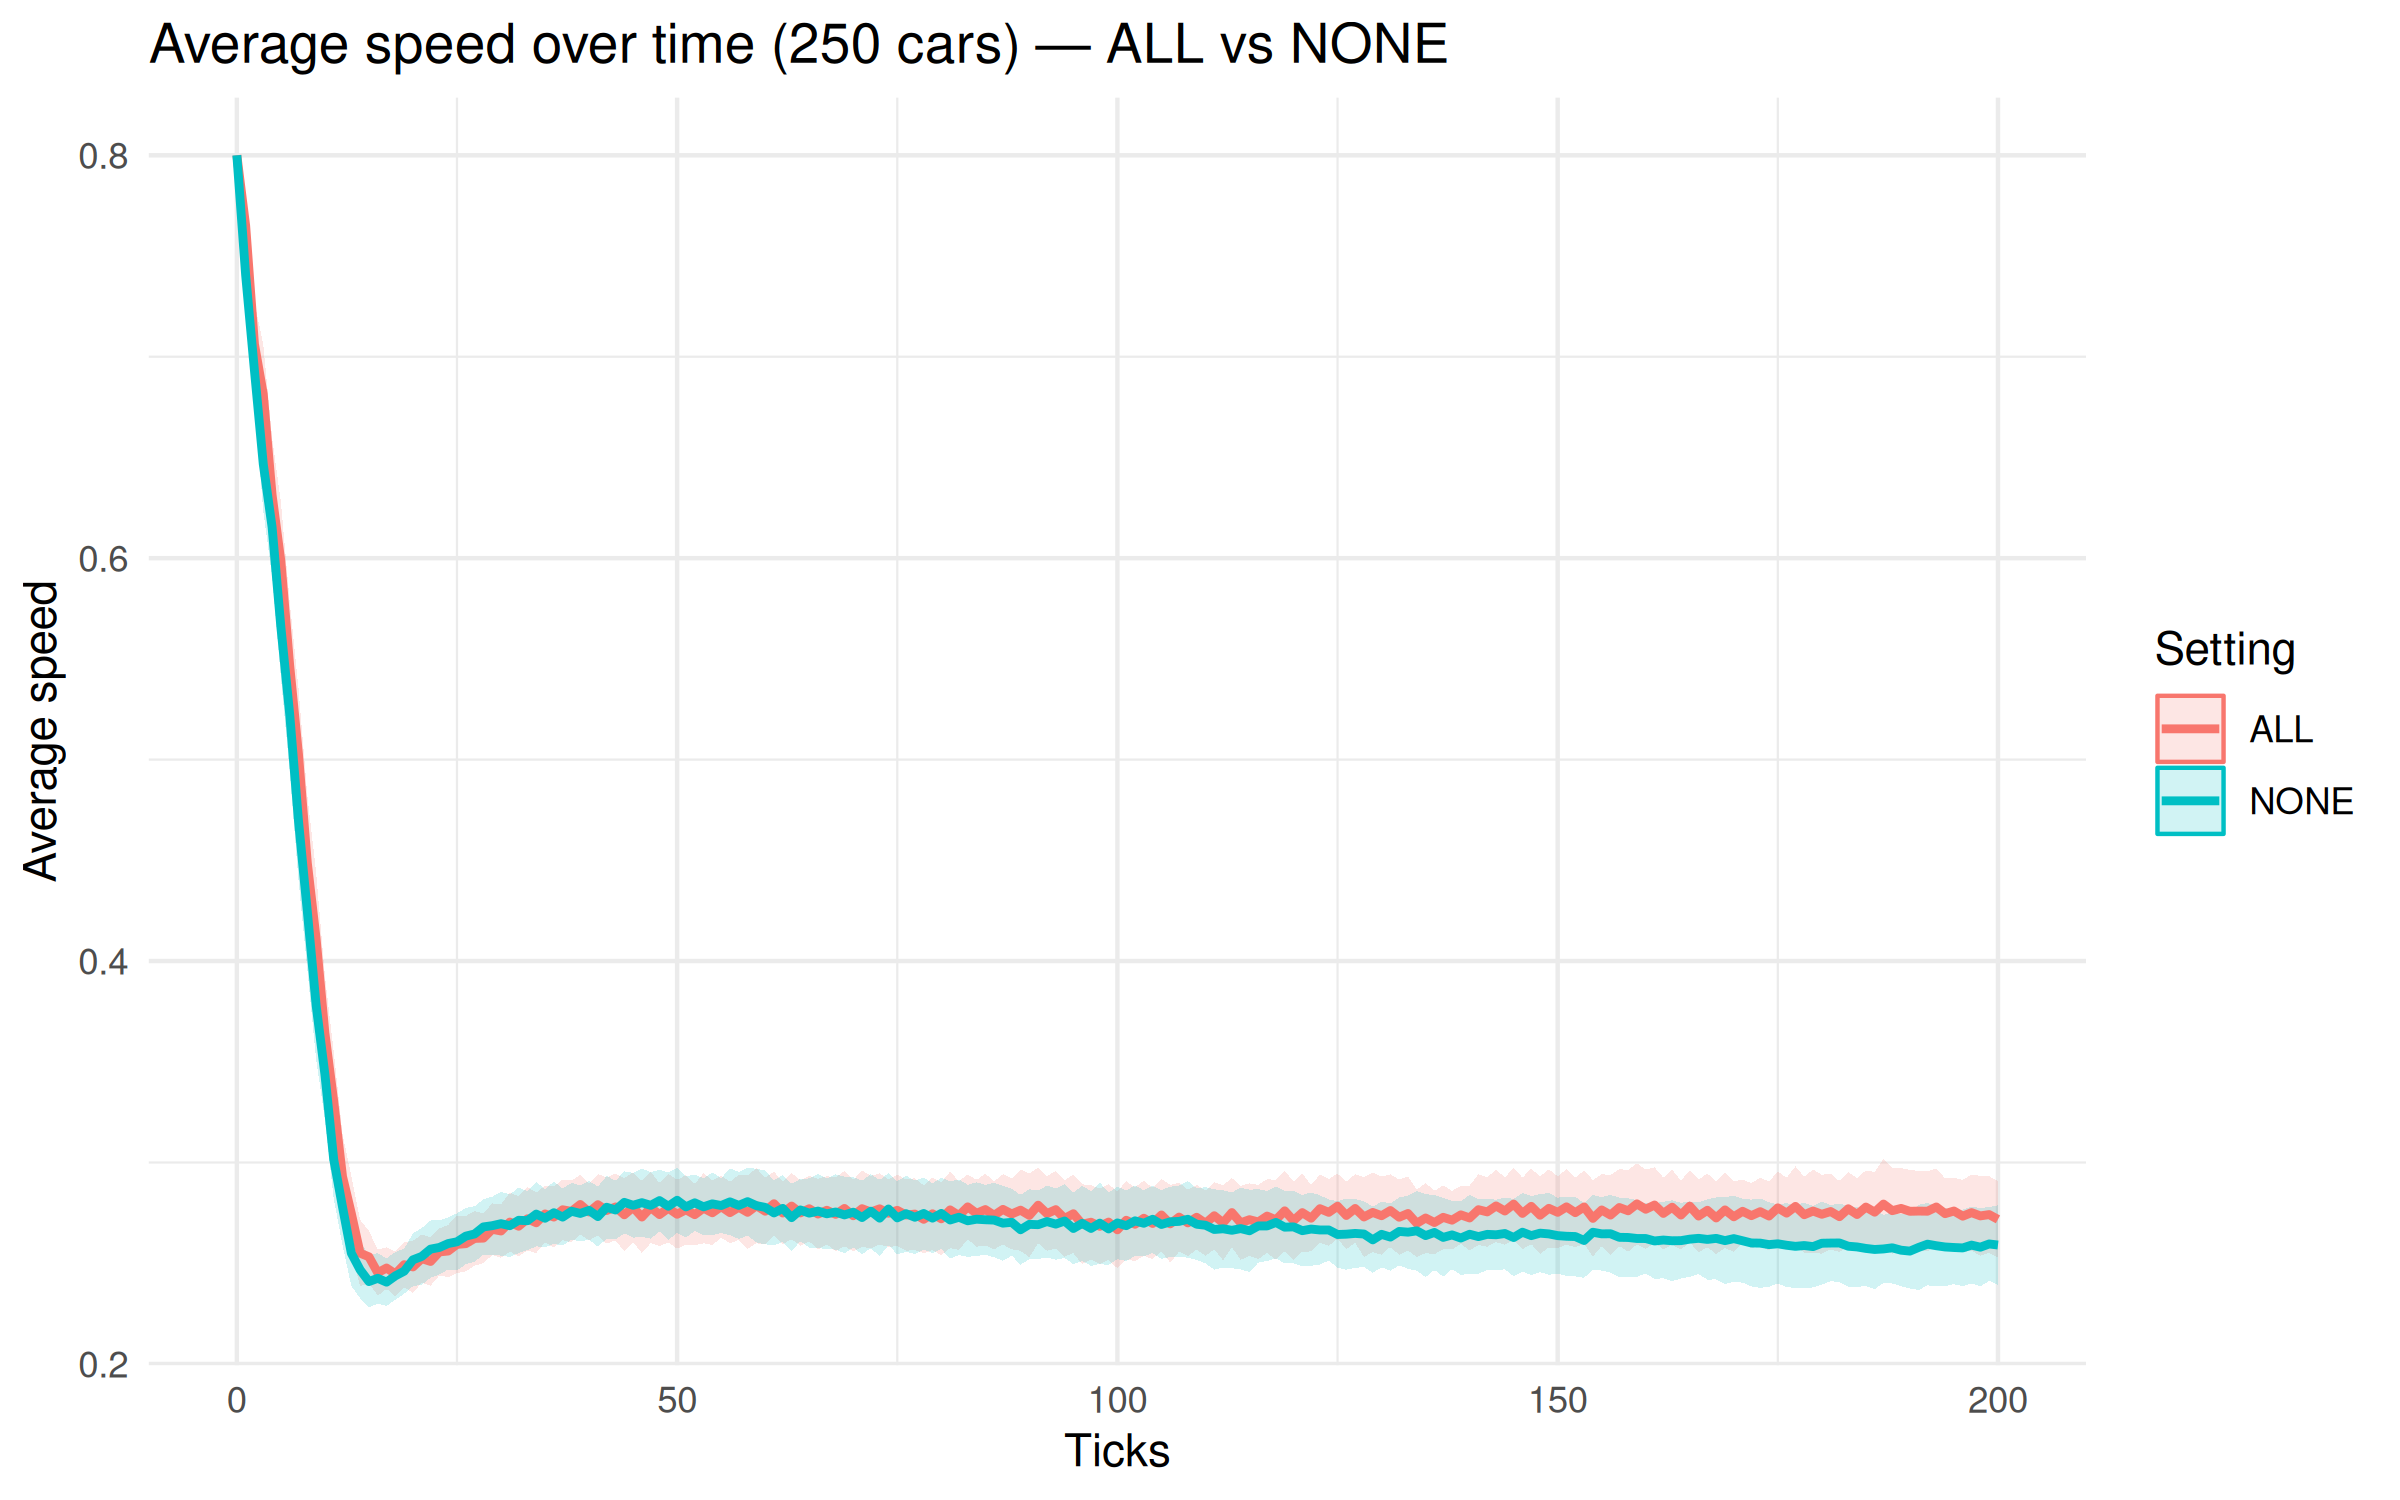 Average speed over time (250 cars) — ALL vs NONE
0.8
0.6
0.4
0.2
Average speed
0
50
100
150
200
Ticks
Setting
ALL
NONE